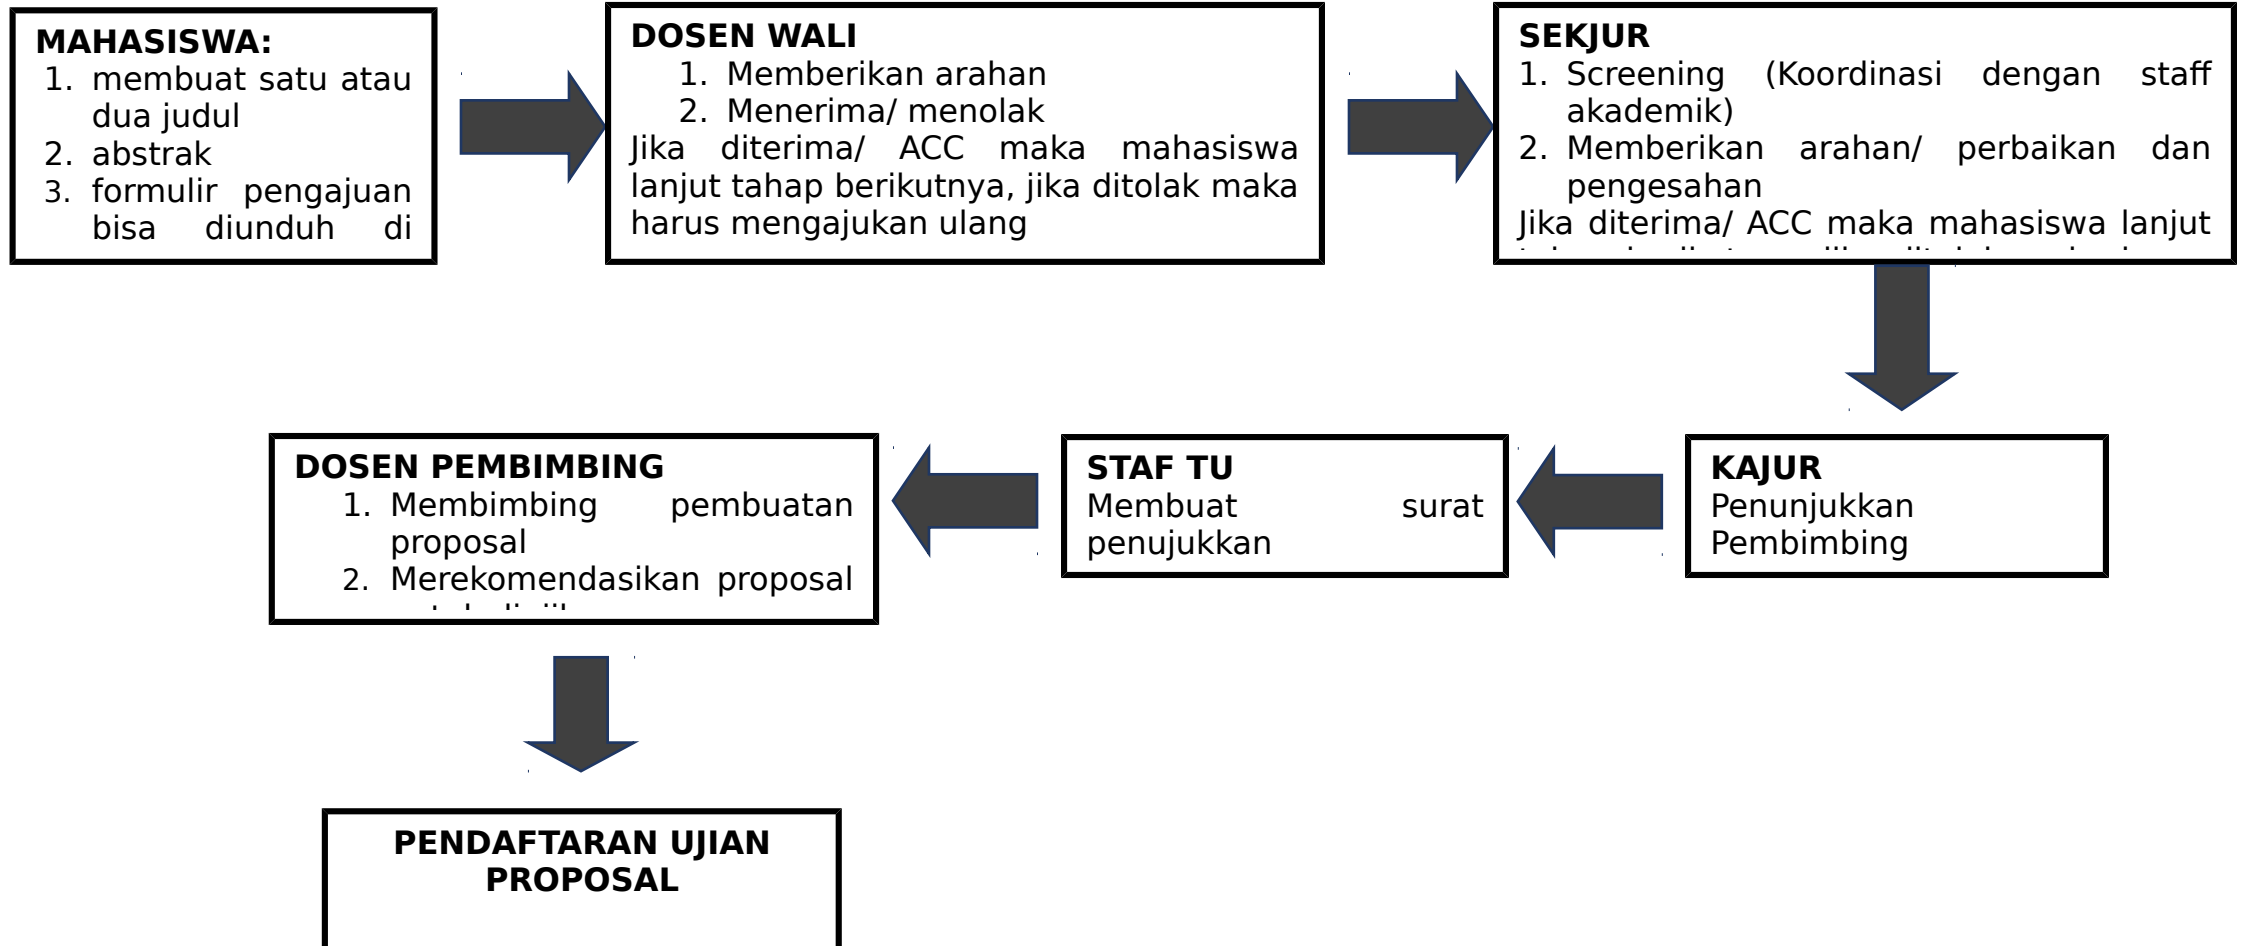 MAHASISWA:
1. membuat satu atau
dua judul
2. abstrak
3. formulir pengajuan
bisa diunduh di
DOSEN WALI
1. Memberikan arahan
2. Menerima/ menolak
Jika diterima/ ACC maka mahasiswa
lanjut tahap berikutnya, jika ditolak maka
harus mengajukan ulang
SEKJUR
1. Screening (Koordinasi dengan staff
akademik)
2. Memberikan arahan/ perbaikan dan
pengesahan
Jika diterima/ ACC maka mahasiswa lanjut
KAJUR
Penunjukkan
Pembimbing
STAF TU
Membuat surat
penujukkan
DOSEN PEMBIMBING
1. Membimbing pembuatan
proposal
2. Merekomendasikan proposal
PENDAFTARAN UJIAN
PROPOSAL